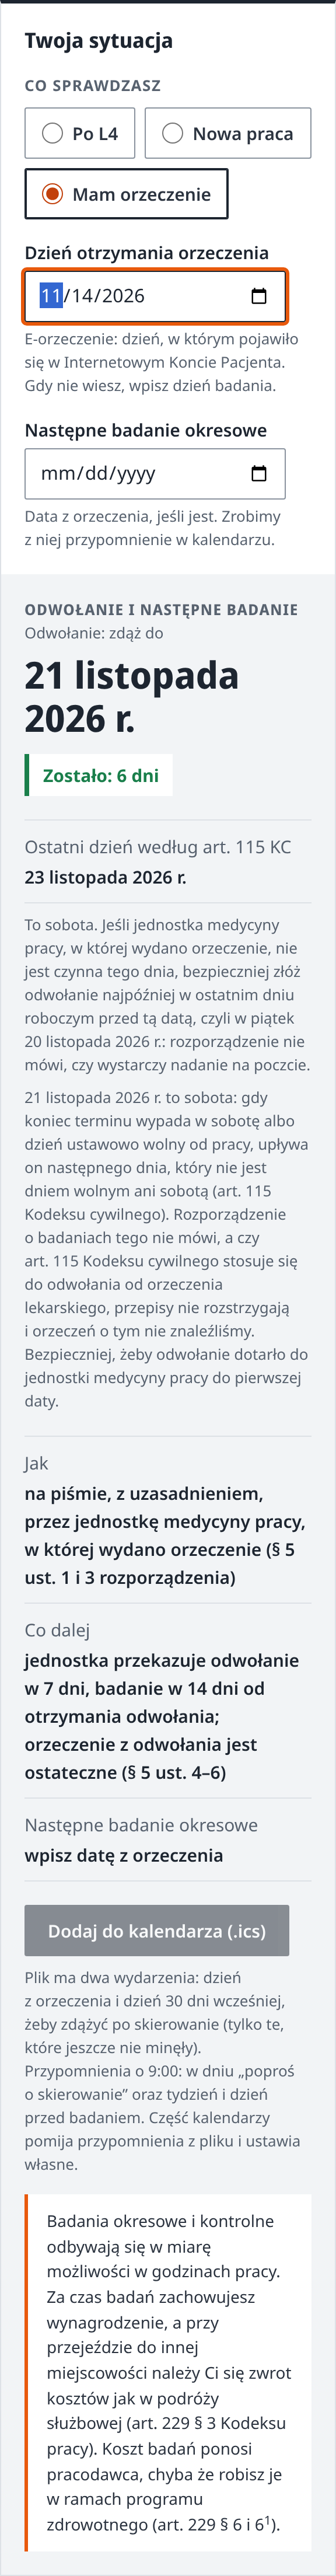 Twoja sytuacja
CO SPRAWDZASZ
Po L4
Nowa praca
Mam orzeczenie
Dzień otrzymania orzeczenia
11/14/2026
E-orzeczenie: dzień, w którym pojawiło
się w Internetowym Koncie Pacjenta.
Gdy nie wiesz, wpisz dzień badania.
Następne badanie okresowe
mm/dd/yyyy
Data z orzeczenia, jeśli jest. Zrobimy
z niej przypomnienie w kalendarzu.
ODWOŁANIE I NASTĘPNE BADANIE
Odwołanie: zdąż do
21 listopada
2026 r.
Zostało: 6 dni
Ostatni dzień według art. 115 KC
23 listopada 2026 r.
To sobota. Jeśli jednostka medycyny
pracy, w której wydano orzeczenie, nie
jest czynna tego dnia, bezpieczniej złóż
odwołanie najpóźniej w ostatnim dniu
roboczym przed tą datą, czyli w piątek
20 listopada 2026 r.: rozporządzenie nie
mówi, czy wystarczy nadanie na poczcie.
21 listopada 2026 r. to sobota: gdy
koniec terminu wypada w sobotę albo
dzień ustawowo wolny od pracy, upływa
on następnego dnia, który nie jest
dniem wolnym ani sobotą (art. 115
Kodeksu cywilnego). Rozporządzenie
o badaniach tego nie mówi, a czy
art. 115 Kodeksu cywilnego stosuje się
do odwołania od orzeczenia
lekarskiego, przepisy nie rozstrzygają
i orzeczeń o tym nie znaleźliśmy.
Bezpieczniej, żeby odwołanie dotarło do
jednostki medycyny pracy do pierwszej
daty.
Jak
na piśmie, z uzasadnieniem,
przez jednostkę medycyny pracy,
w której wydano orzeczenie (§ 5
ust. 1 i 3 rozporządzenia)
Co dalej
jednostka przekazuje odwołanie
w 7 dni, badanie w 14 dni od
otrzymania odwołania;
orzeczenie z odwołania jest
ostateczne (§ 5 ust. 4–6)
Następne badanie okresowe
wpisz datę z orzeczenia
Dodaj do kalendarza (.ics)
Plik ma dwa wydarzenia: dzień
z orzeczenia i dzień 30 dni wcześniej,
żeby zdążyć po skierowanie (tylko te,
które jeszcze nie minęły).
Przypomnienia o 9:00: w dniu „poproś
o skierowanie” oraz tydzień i dzień
przed badaniem. Część kalendarzy
pomija przypomnienia z pliku i ustawia
własne.
Badania okresowe i kontrolne
odbywają się w miarę
możliwości w godzinach pracy.
Za czas badań zachowujesz
wynagrodzenie, a przy
przejeździe do innej
miejscowości należy Ci się zwrot
kosztów jak w podróży
służbowej (art. 229 § 3 Kodeksu
pracy). Koszt badań ponosi
pracodawca, chyba że robisz je
w ramach programu
zdrowotnego (art. 229 § 6 i 6¹).